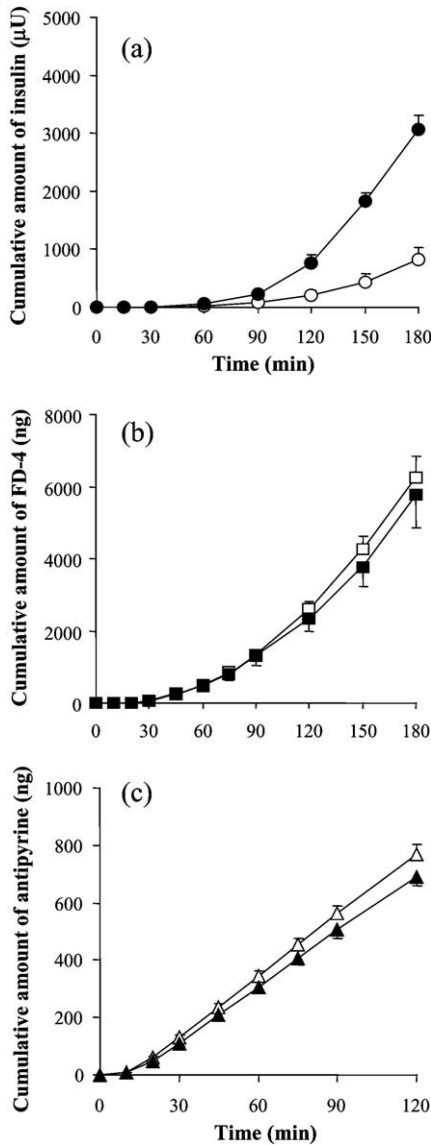 (a)
Cumulative amount of insulin (μU)
6000
5000
4000
3000
2000
1000
0
0 30 60 90 120 150 180
Time (min)
(b)
Cumulative amount of FD-4 (ng)
8000
6000
4000
2000
0
0 30 60 90 120 150 180
(c)
Cumulative amount of antipyrine (ng)
1000
800
600
400
200
0
0 30 60 90 120
Time (min)